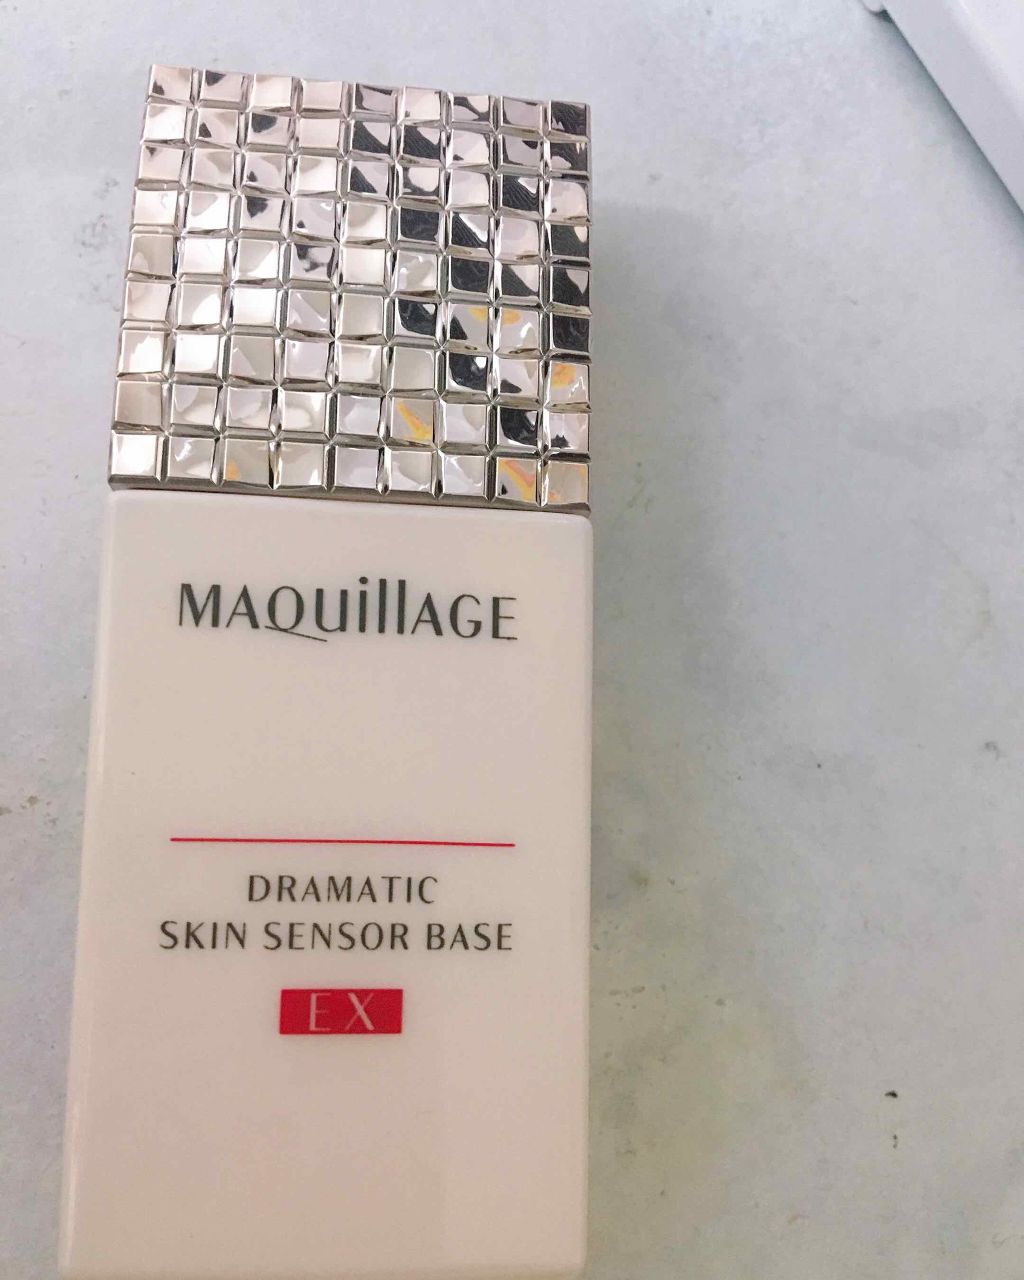 MAQuillAGE
DRAMATIC
SKIN SENSOR BASE
EX